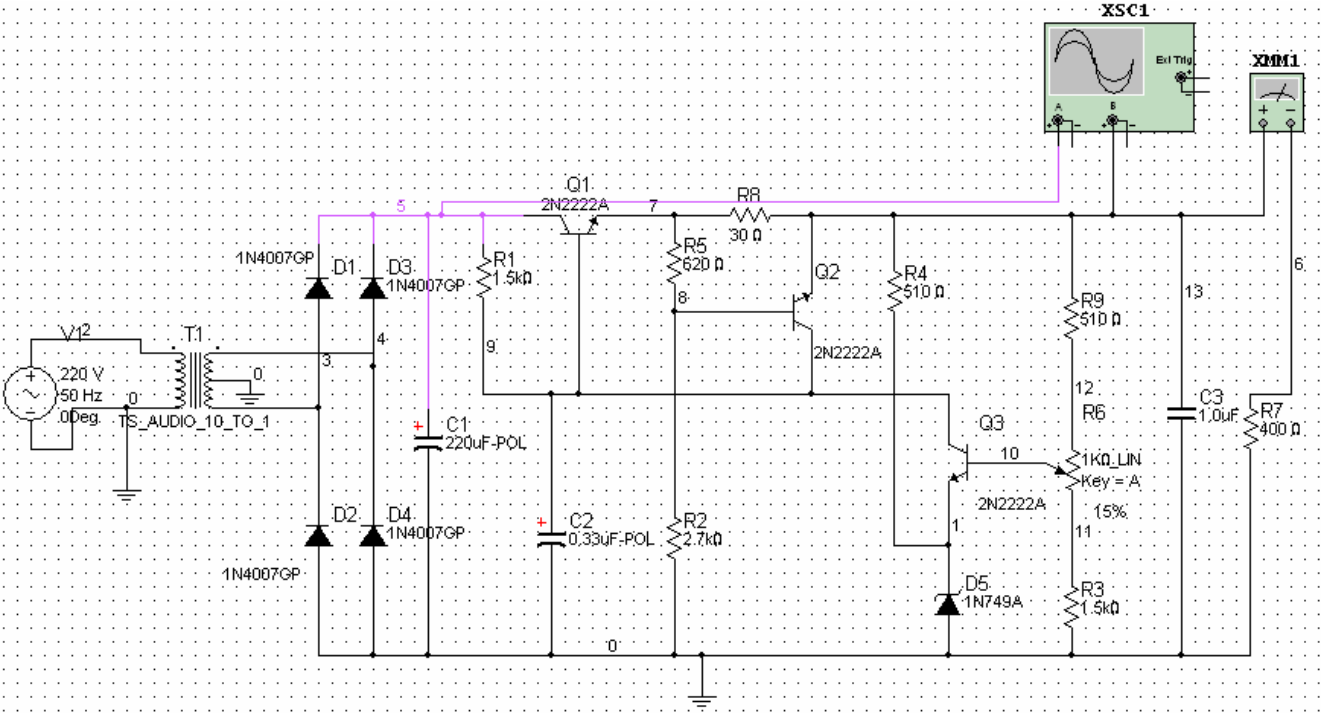 XSC1
Ext Trig
+
−
A
B
+ −
+ −
XMM1
+ −
Q1
2N2222A
5
7
R8
30 Ω
1N4007GP
D1
D3
1N4007GP
R1
1.5kΩ
R5
620 Ω
8
Q2
2N2222A
R4
510 Ω
R9
510 Ω
13
6
V1
2
T1
3
4
9
220 V
50 Hz
0Deg
0
0
TS_AUDIO_10_TO_1
12
R6
1KΩ_LIN
Key = A
15%
11
C3
1.0uF
R7
400 Ω
+
C1
220uF-POL
Q3
10
2N2222A
1
D2
1N4007GP
D4
1N4007GP
+
C2
0.33uF-POL
R2
2.7kΩ
D5
1N749A
R3
1.5kΩ
0